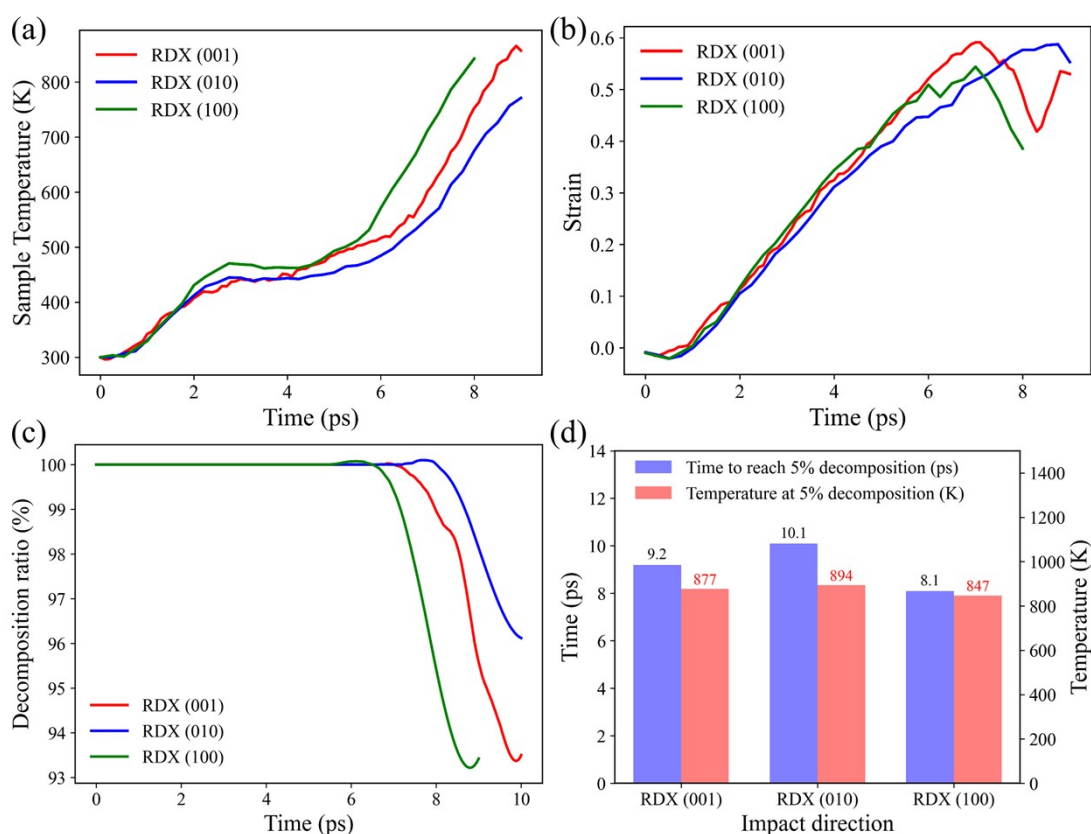 (a)
RDX (001)
RDX (010)
RDX (100)
800
700
600
500
400
300
Sample Temperature (K)
0
2
4
6
8
Time (ps)
(b)
RDX (001)
RDX (010)
RDX (100)
0.6
0.5
0.4
0.3
0.2
0.1
0.0
Strain
0
2
4
6
8
Time (ps)
(c)
100
99
98
97
96
95
94
93
Decomposition ratio (%)
RDX (001)
RDX (010)
RDX (100)
0
2
4
6
8
10
Time (ps)
(d)
Time to reach 5% decomposition (ps)
Temperature at 5% decomposition (K)
14
12
10
8
6
4
2
0
Time (ps)
9.2
877
10.1
894
8.1
847
1400
1200
1000
800
600
400
200
0
Temperature (K)
RDX (001)
RDX (010)
RDX (100)
Impact direction